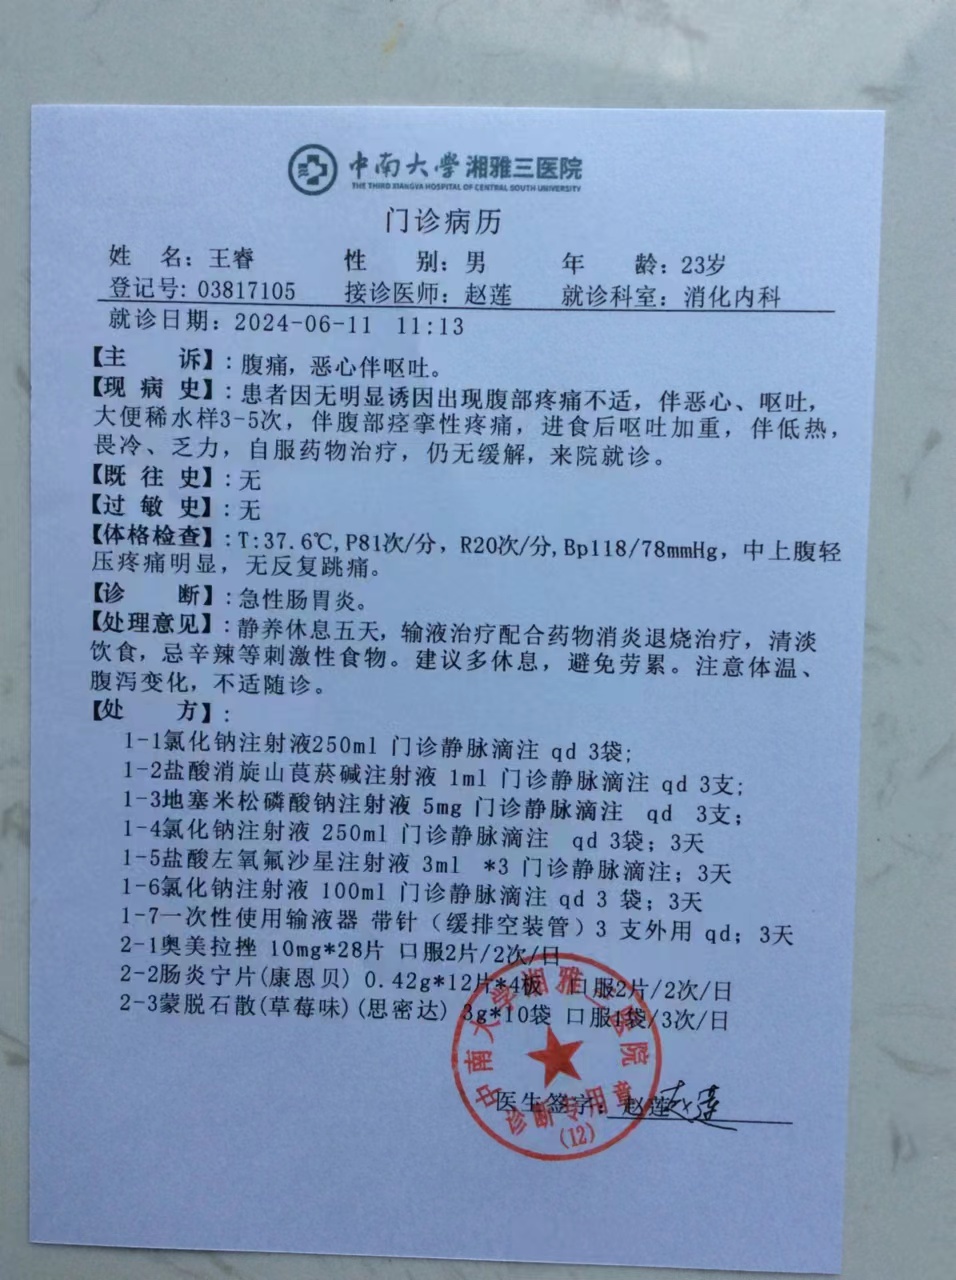 中南大学湘雅三医院
THE THIRD XIANGYA HOSPITAL OF CENTRAL SOUTH UNIVERSITY
门诊病历
姓 名：王睿 性 别：男 年 龄：23岁
登记号：03817105 接诊医师：赵莲 就诊科室：消化内科
就诊日期：2024-06-11 11:13
【主 诉】：腹痛，恶心伴呕吐。
【现 病 史】：患者因无明显诱因出现腹部疼痛不适，伴恶心、呕吐，
大便稀水样3-5次，伴腹部痉挛性疼痛，进食后呕吐加重，伴低热，
畏冷、乏力，自服药物治疗，仍无缓解，来院就诊。
【既 往 史】：无
【过 敏 史】：无
【体格检查】：T:37.6℃,P81次/分，R20次/分,Bp118/78mmHg，中上腹轻
压疼痛明显，无反复跳痛。
【诊 断】：急性肠胃炎。
【处理意见】：静养休息五天，输液治疗配合药物消炎退烧治疗，清淡
饮食，忌辛辣等刺激性食物。建议多休息，避免劳累。注意体温、
腹泻变化，不适随诊。
【处 方】：
1-1氯化钠注射液250ml 门诊静脉滴注 qd 3袋;
1-2盐酸消旋山莨菪碱注射液 1ml 门诊静脉滴注 qd 3支;
1-3地塞米松磷酸钠注射液 5mg 门诊静脉滴注 qd 3支；
1-4氯化钠注射液 250ml 门诊静脉滴注 qd 3袋；3天
1-5盐酸左氧氟沙星注射液 3ml *3 门诊静脉滴注；3天
1-6氯化钠注射液 100ml 门诊静脉滴注 qd 3 袋；3天
1-7一次性使用输液器 带针（缓排空装管）3 支外用 qd；3天
2-1奥美拉挫 10mg*28片 口服2片/2次/日
2-2肠炎宁片(康恩贝) 0.42g*12片*4板 口服2片/2次/日
2-3蒙脱石散(草莓味)(思密达) 3g*10袋 口服1袋/3次/日
中南大学湘雅三医院
医生签字：赵莲 赵莲
诊断专用章
(12)